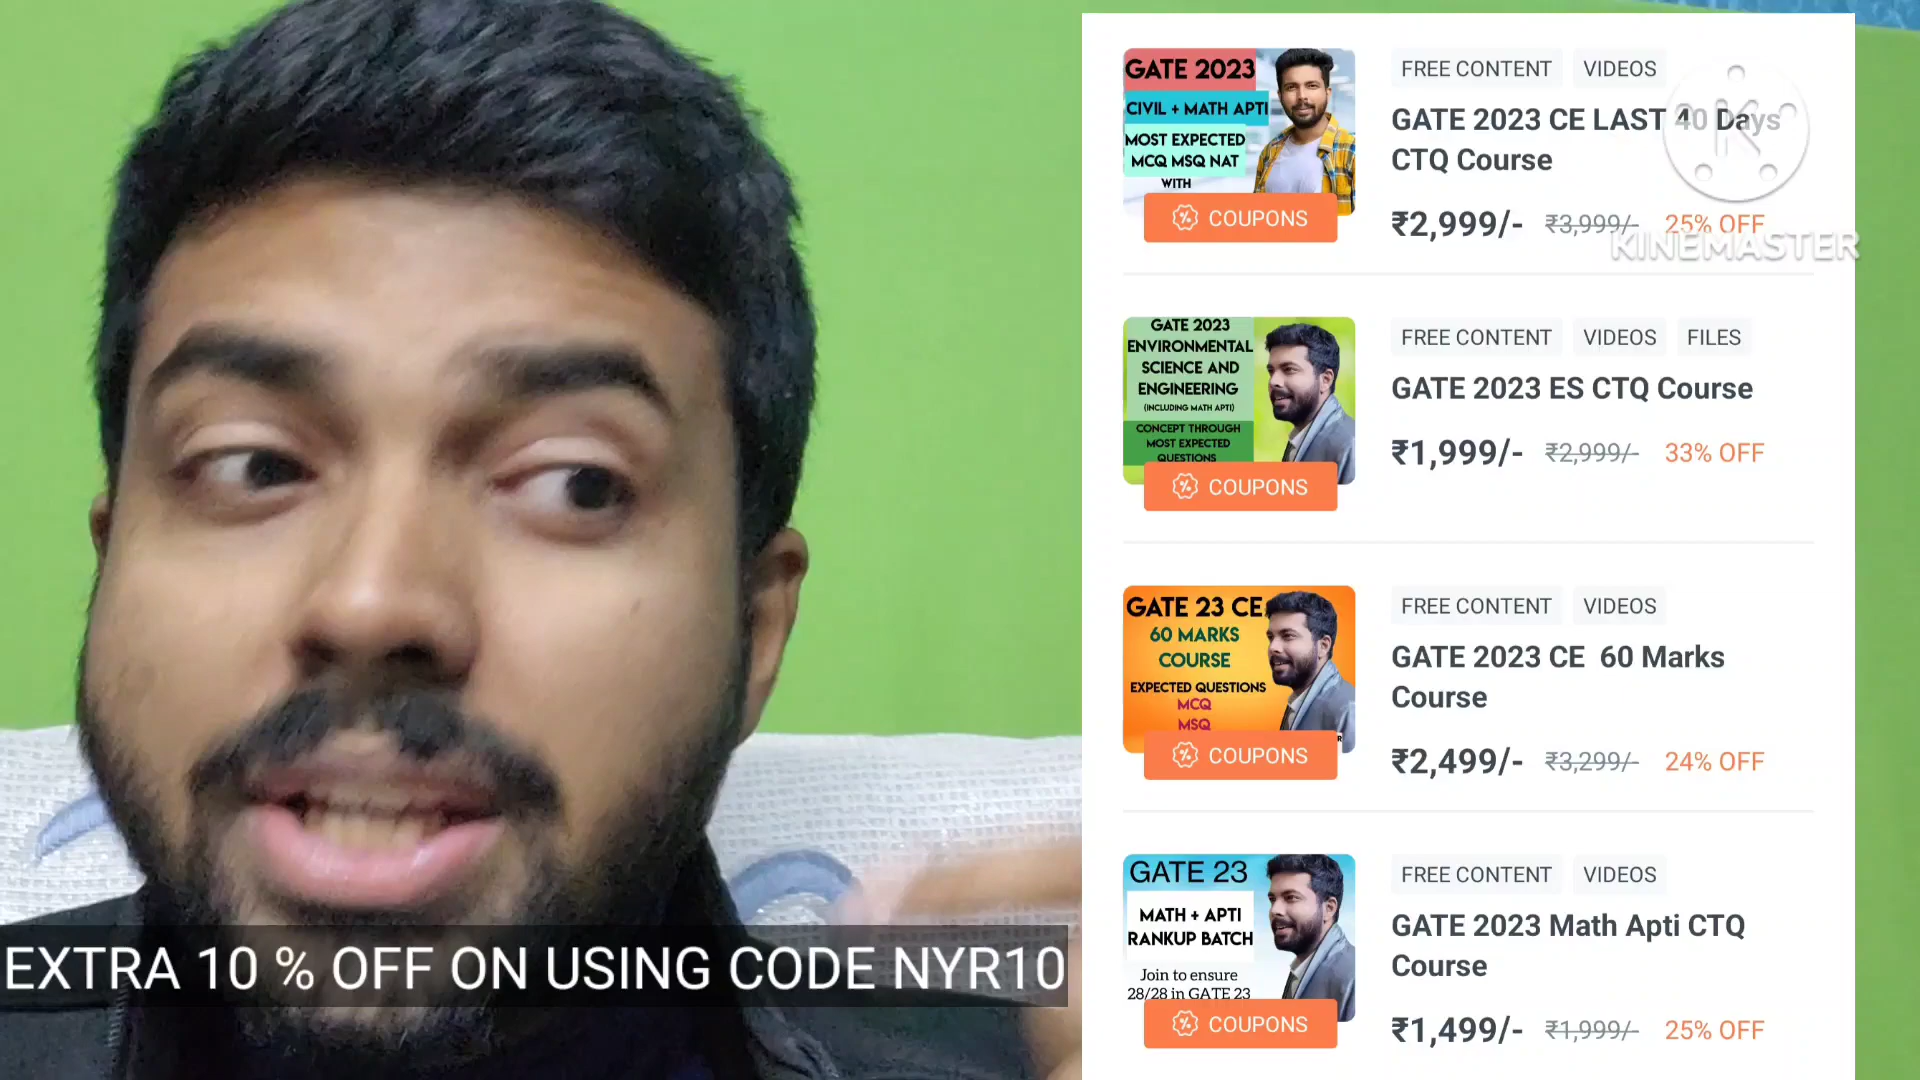 EXTRA 10 % OFF ON USING CODE NYR10
GATE 2023
CIVIL + MATH APTI
MOST EXPECTED
MCQ MSQ NAT
WITH
COUPONS
FREE CONTENT VIDEOS
GATE 2023 CE LAST 40 Days
CTQ Course
₹2,999/- ₹3,999/- 25% OFF
KINEMASTER
GATE 2023
ENVIRONMENTAL
SCIENCE AND
ENGINEERING
(INCLUDING MATH APTI)
CONCEPT THROUGH
MOST EXPECTED
QUESTIONS
COUPONS
FREE CONTENT VIDEOS FILES
GATE 2023 ES CTQ Course
₹1,999/- ₹2,999/- 33% OFF
GATE 23 CE
60 MARKS
COURSE
EXPECTED QUESTIONS
MCQ
MSQ
COUPONS
FREE CONTENT VIDEOS
GATE 2023 CE 60 Marks
Course
₹2,499/- ₹3,299/- 24% OFF
GATE 23
MATH + APTI
RANKUP BATCH
Join to ensure
28/28 in GATE 23
COUPONS
FREE CONTENT VIDEOS
GATE 2023 Math Apti CTQ
Course
₹1,499/- ₹1,999/- 25% OFF